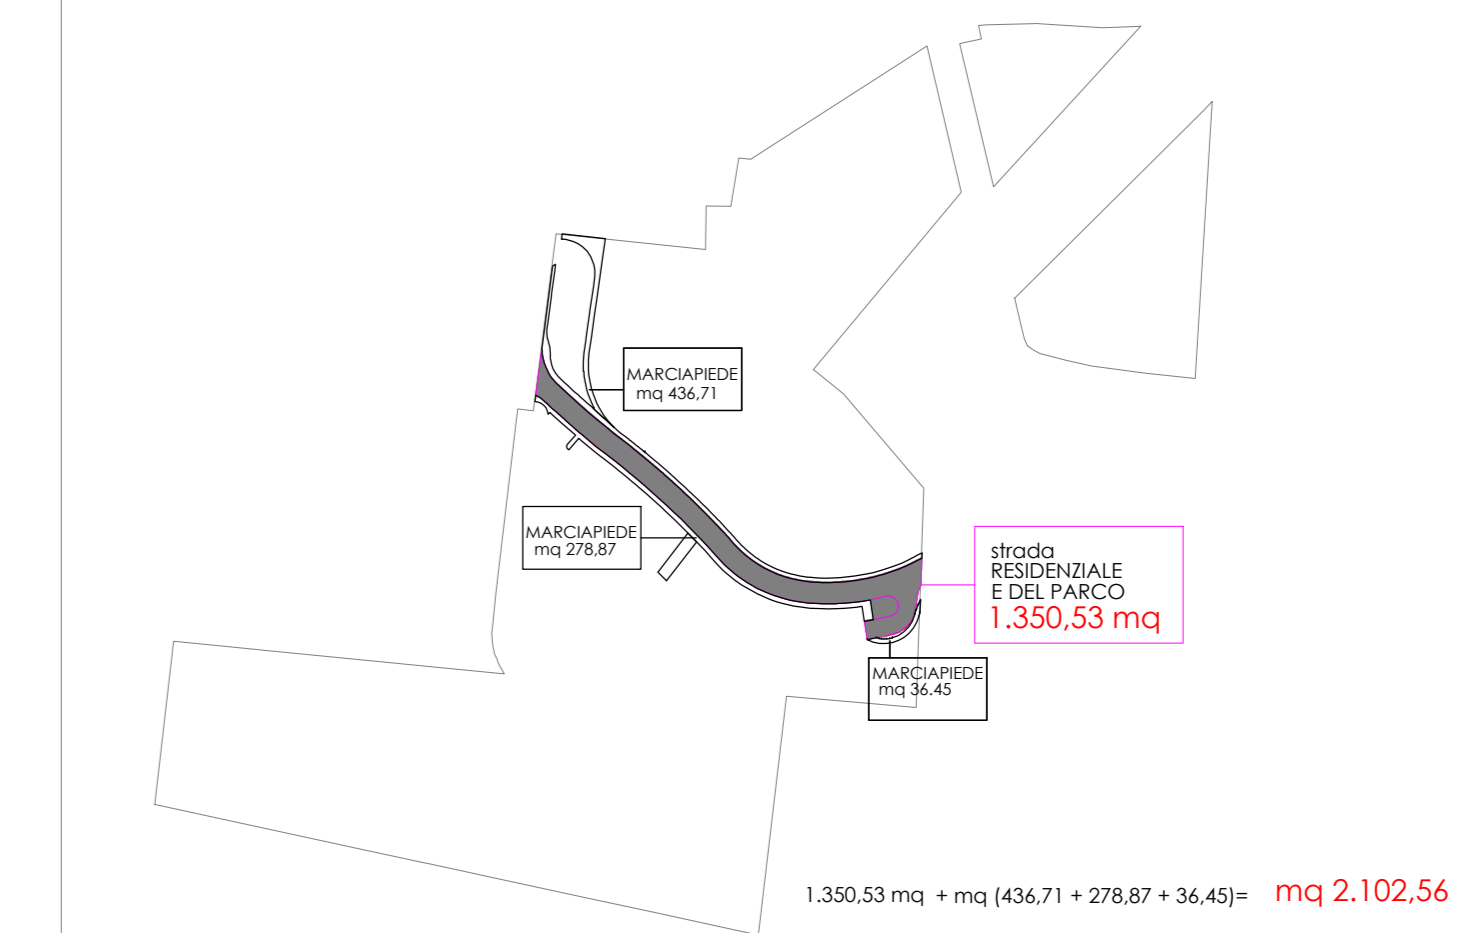 MARCIAPIEDE
mq 436,71
MARCIAPIEDE
mq 278,87
strada
RESIDENZIALE
E DEL PARCO
1.350,53 mq
MARCIAPIEDE
mq 36.45
1.350,53 mq + mq (436,71 + 278,87 + 36,45)= mq 2.102,56